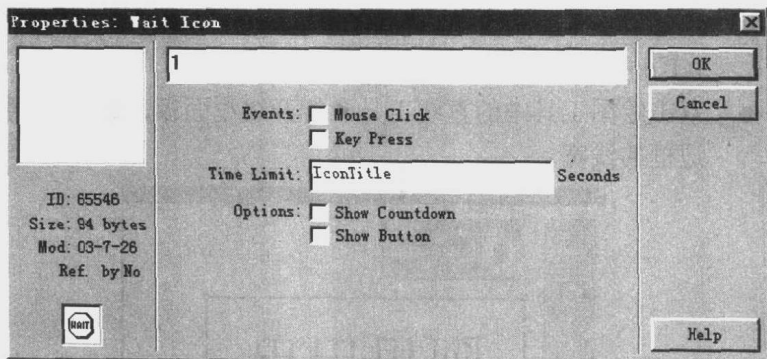 Properties: Wait Icon
1
OK
Cancel
Events: Mouse Click
Key Press
Time Limit: IconTitle Seconds
Options: Show Countdown
Show Button
ID: 65546
Size: 94 bytes
Mod: 03-7-26
Ref. by No
WAIT
Help